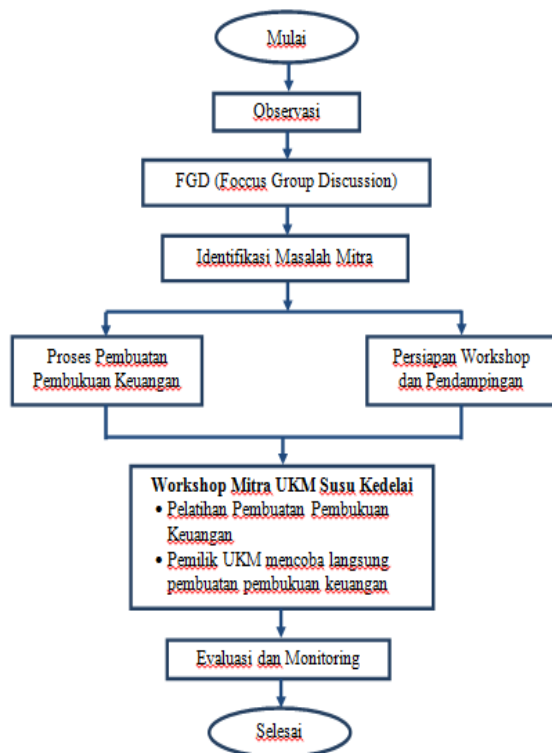 Mulai
Observasi
FGD (Foccus Group Discussion)
Identifikasi Masalah Mitra
Proses Pembuatan
Pembukuan Keuangan
Persiapan Workshop
dan Pendampingan
Workshop Mitra UKM Susu Kedelai
• Pelatihan Pembuatan Pembukuan
Keuangan
• Pemilik UKM mencoba langsung
pembuatan pembukuan keuangan
Evaluasi dan Monitoring
Selesai